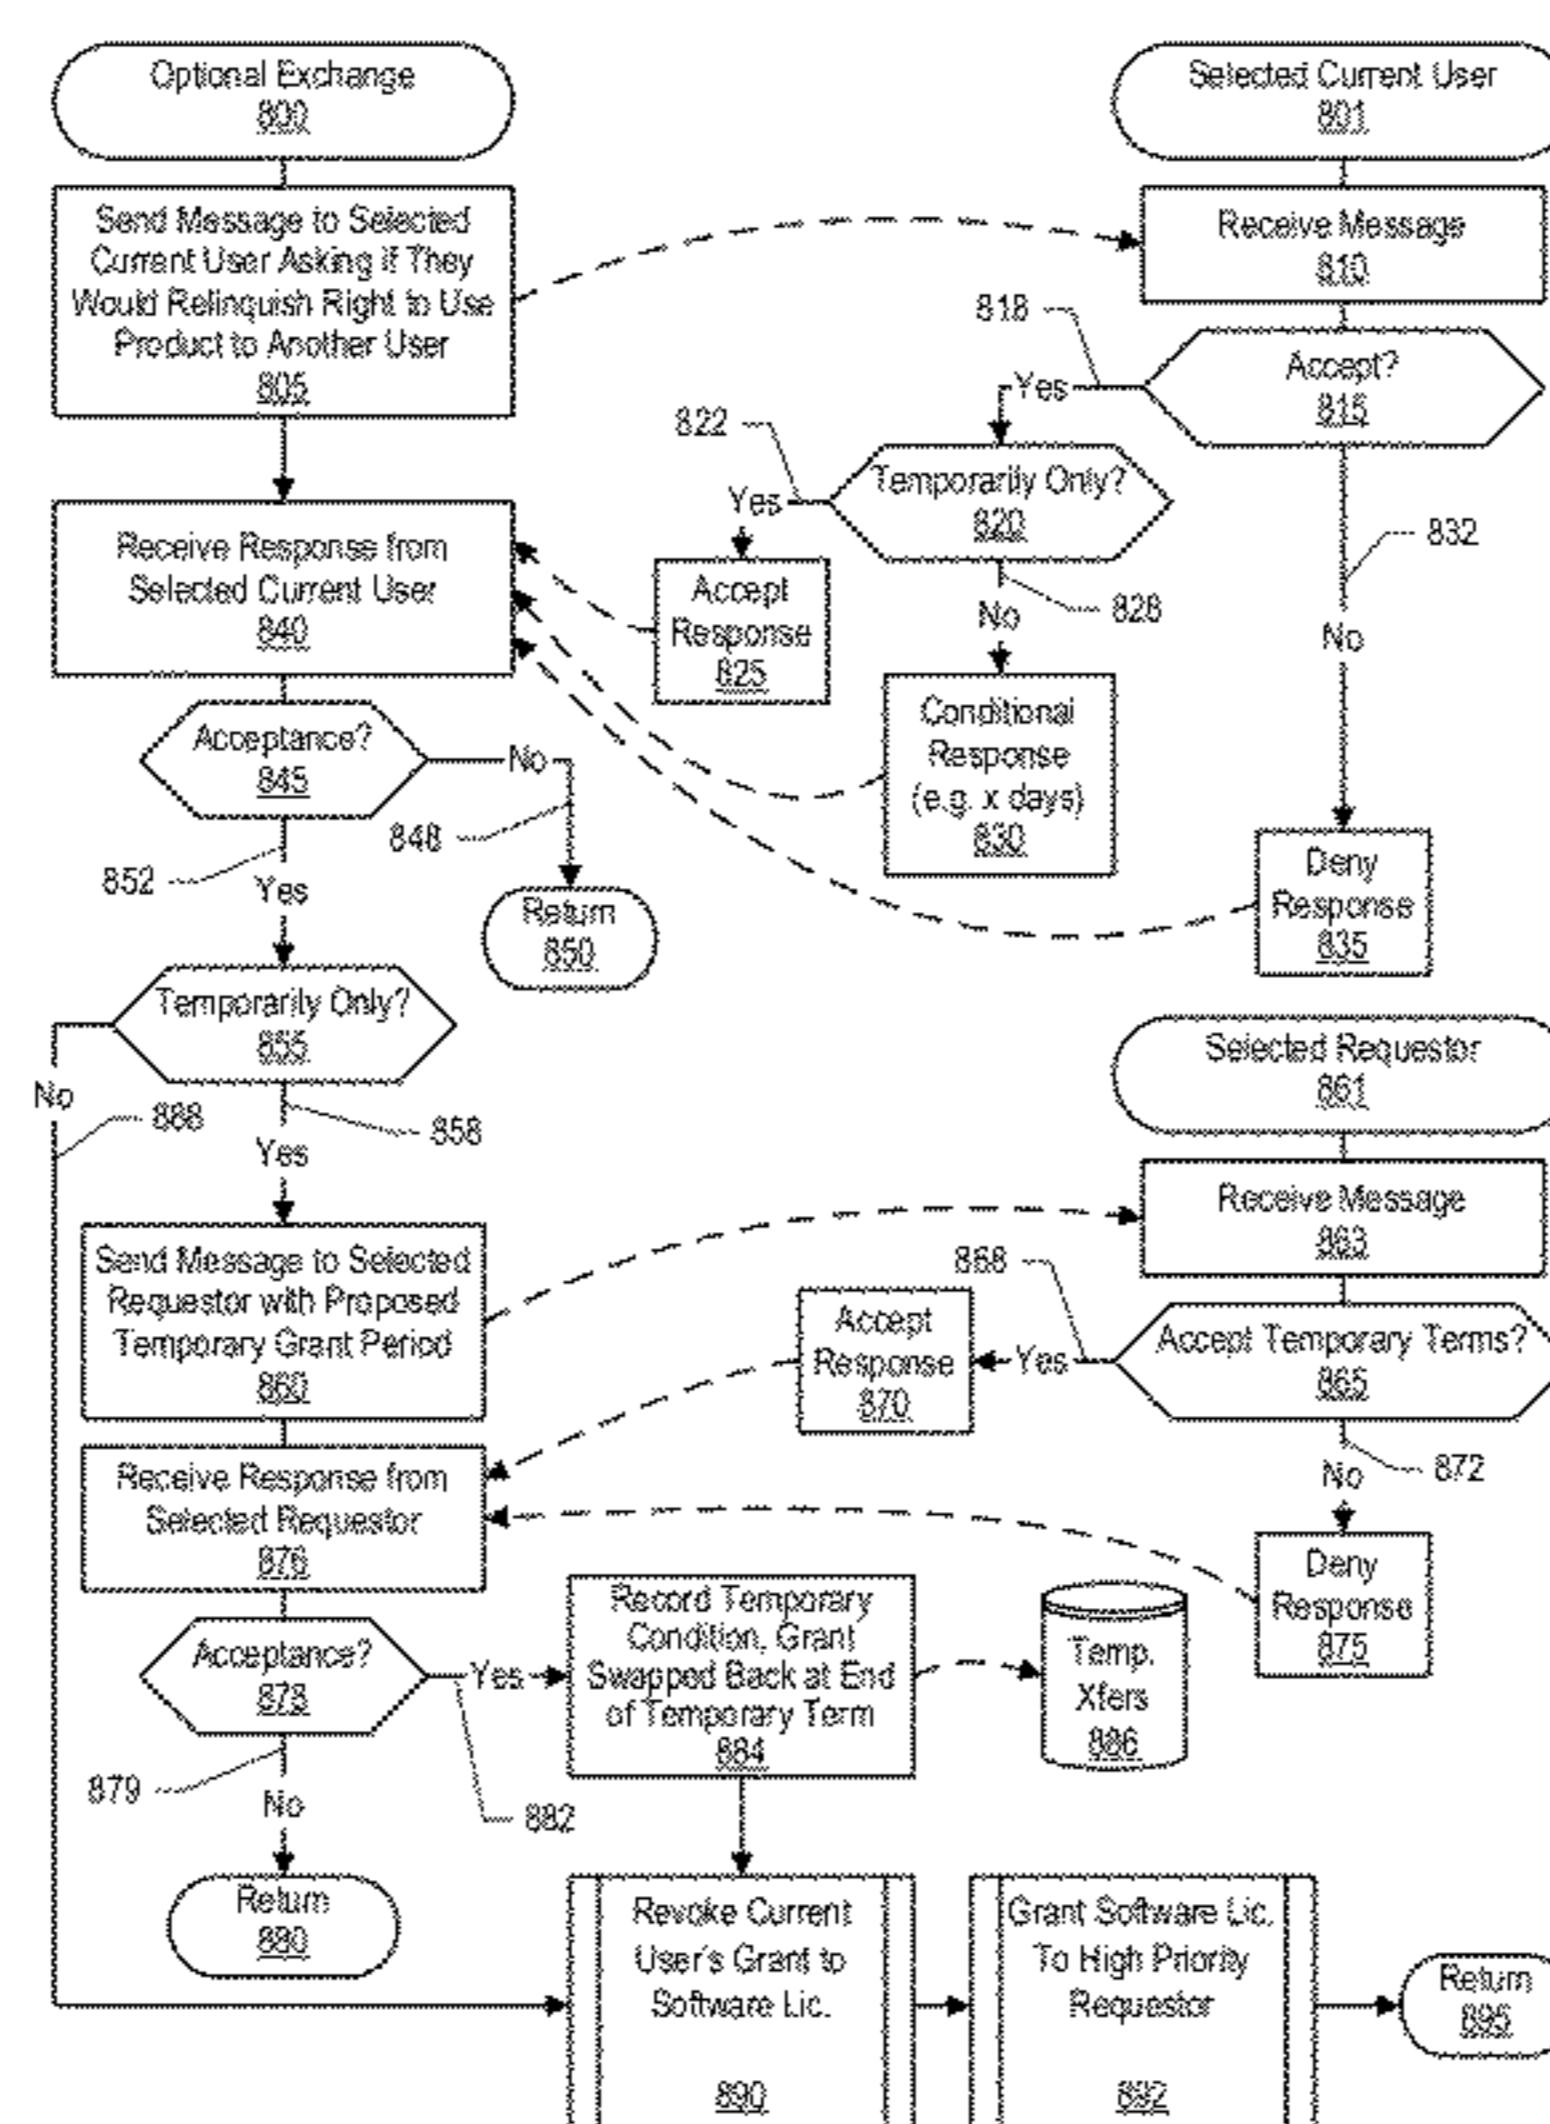 Optional Exchange
800
Send Message to Selected
Current User Asking if They
Would Relinquish Right to Use
Product to Another User
805
Receive Response from
Selected Current User
840
Acceptance?
845
No
848
Return
850
852
Yes
Temporarily Only?
855
No
888
858
Yes
Send Message to Selected
Requestor with Proposed
Temporary Grant Period
860
Receive Response from
Selected Requestor
876
Acceptance?
878
Yes
882
879
No
Return
880
Selected Current User
801
Receive Message
810
Accept?
815
818
Yes
Temporarily Only?
820
822
Yes
Accept
Response
825
828
No
Conditional
Response
(e.g. x days)
830
832
No
Deny
Response
835
Selected Requestor
861
Receive Message
863
Accept Temporary Terms?
865
868
Yes
Accept
Response
870
872
No
Deny
Response
875
Record Temporary
Condition, Grant
Swapped Back at End
of Temporary Term
884
Temp.
Xfers
886
Revoke Current
User's Grant to
Software Lic.
890
Grant Software Lic.
To High Priority
Requestor
892
Return
895